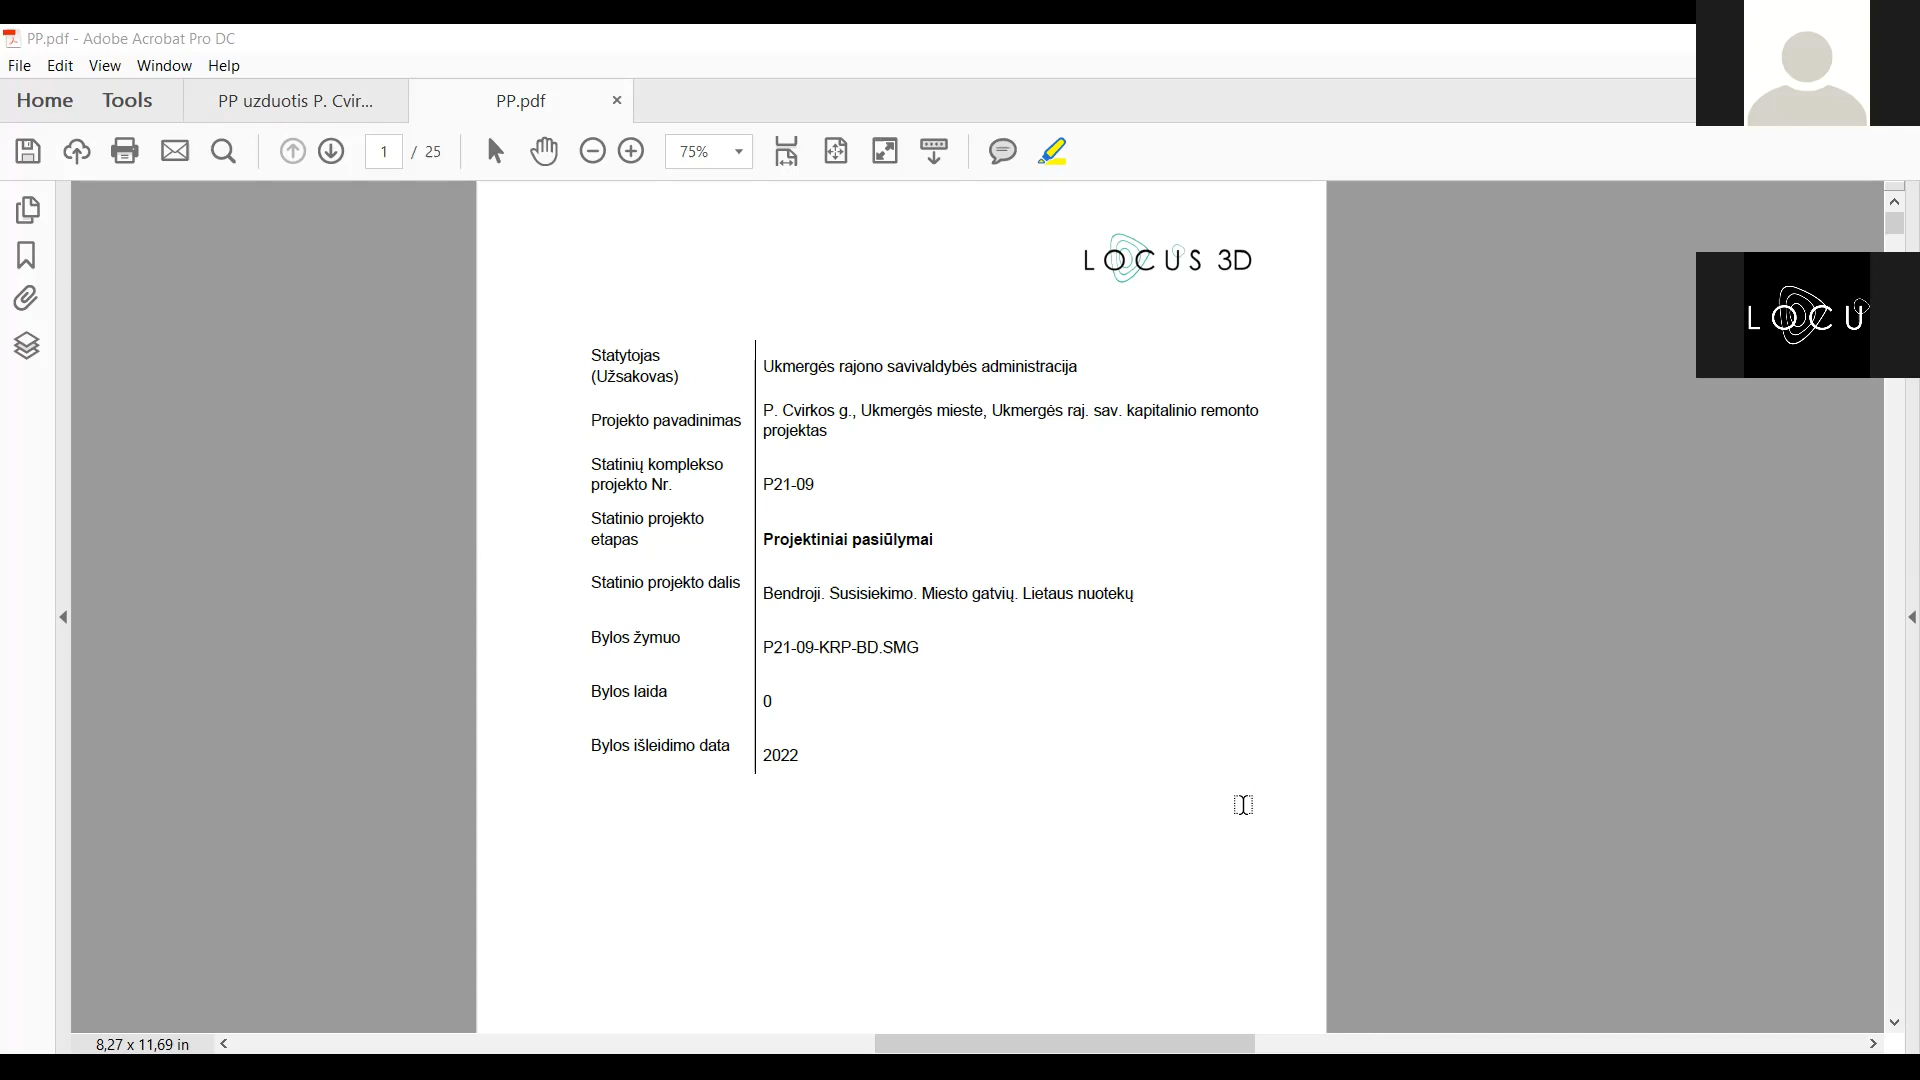 PP.pdf - Adobe Acrobat Pro DC
File Edit View Window Help
Home Tools PP uzduotis P. Cvir... PP.pdf ×
1 / 25 75%
LOCUS 3D
LOCU
Statytojas
(Užsakovas)
Ukmergės rajono savivaldybės administracija
Projekto pavadinimas
P. Cvirkos g., Ukmergės mieste, Ukmergės raj. sav. kapitalinio remonto
projektas
Statinių komplekso
projekto Nr.
P21-09
Statinio projekto
etapas
Projektiniai pasiūlymai
Statinio projekto dalis
Bendroji. Susisiekimo. Miesto gatvių. Lietaus nuotekų
Bylos žymuo
P21-09-KRP-BD.SMG
Bylos laida
0
Bylos išleidimo data
2022
8,27 x 11,69 in